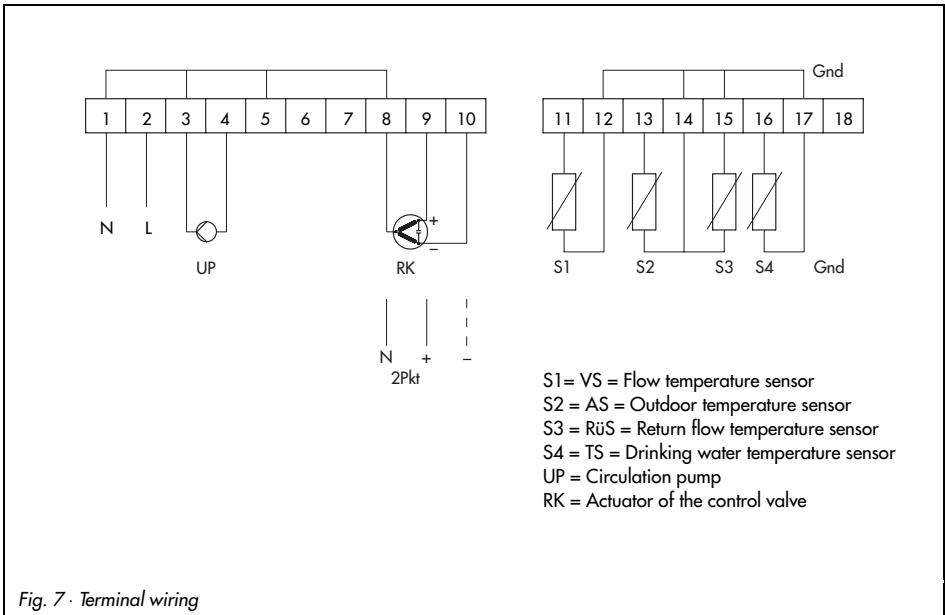 Gnd
1 2 3 4 5 6 7 8 9 10 11 12 13 14 15 16 17 18
N L + –
UP RK S1 S2 S3 S4 Gnd
N + –
2Pkt
S1= VS = Flow temperature sensor
S2 = AS = Outdoor temperature sensor
S3 = RüS = Return flow temperature sensor
S4 = TS = Drinking water temperature sensor
UP = Circulation pump
RK = Actuator of the control valve
Fig. 7 · Terminal wiring